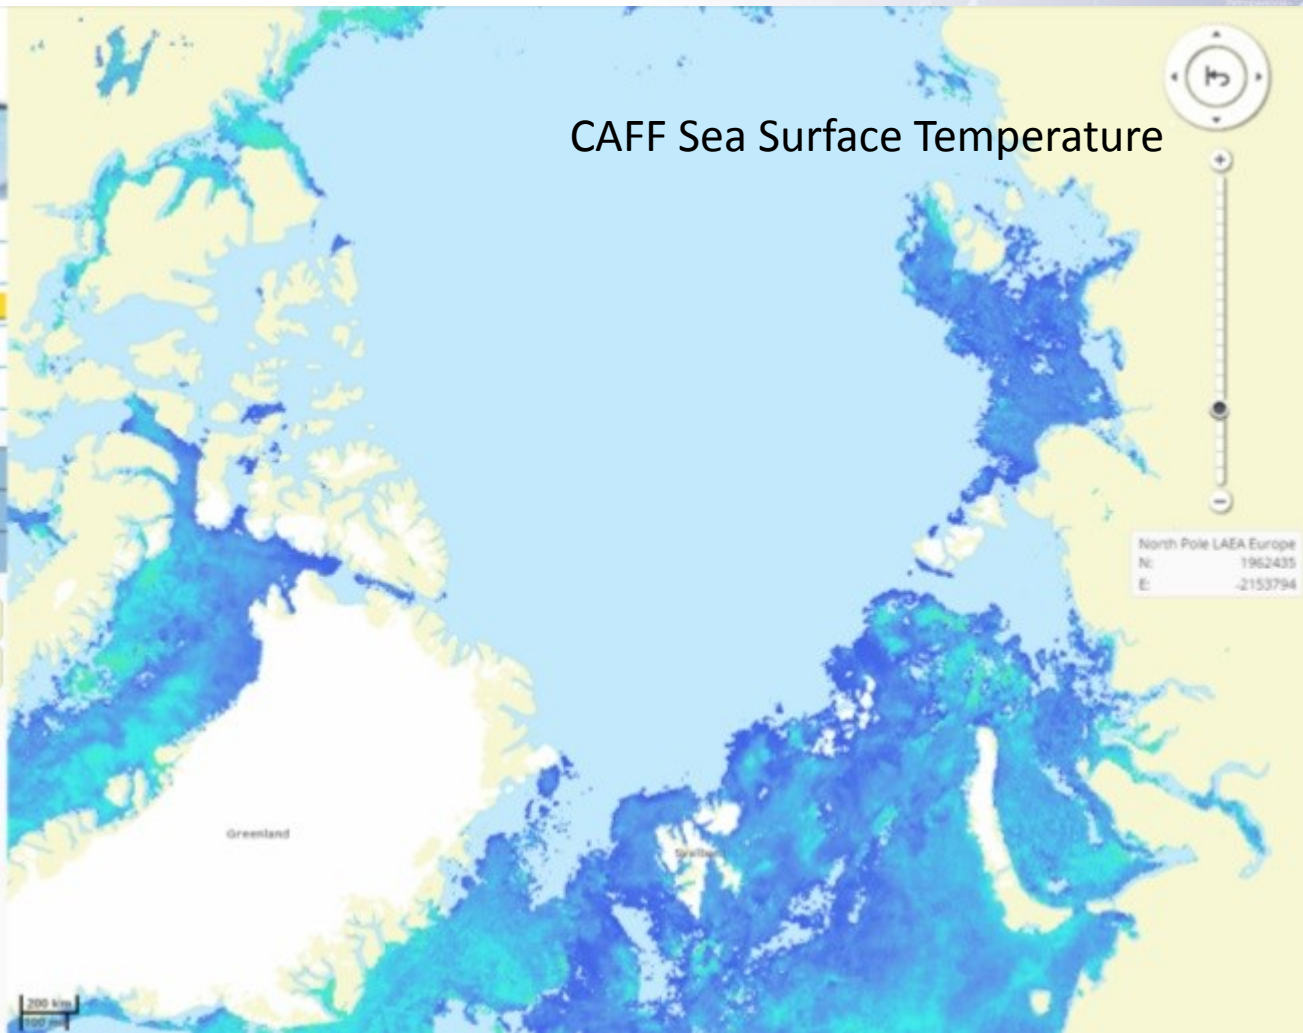 CAFF Sea Surface Temperature
North Pole LAEA Europe
N: 1962435
E: -2153794
Greenland
200 km